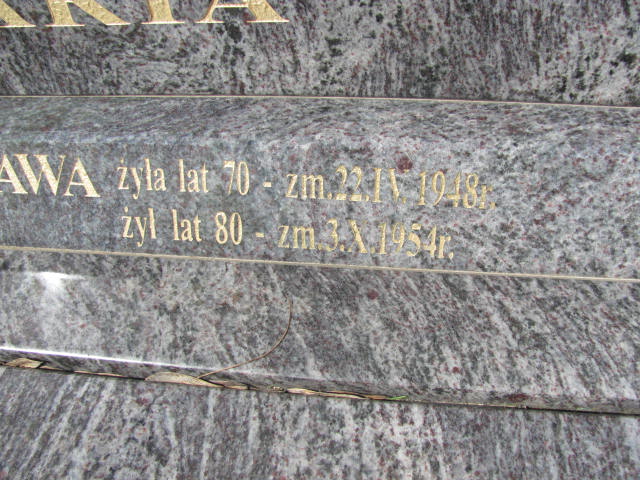 AWA żyła lat 70 - zm.22.IV.1948r.
żył lat 80 - zm.3.X.1954r.